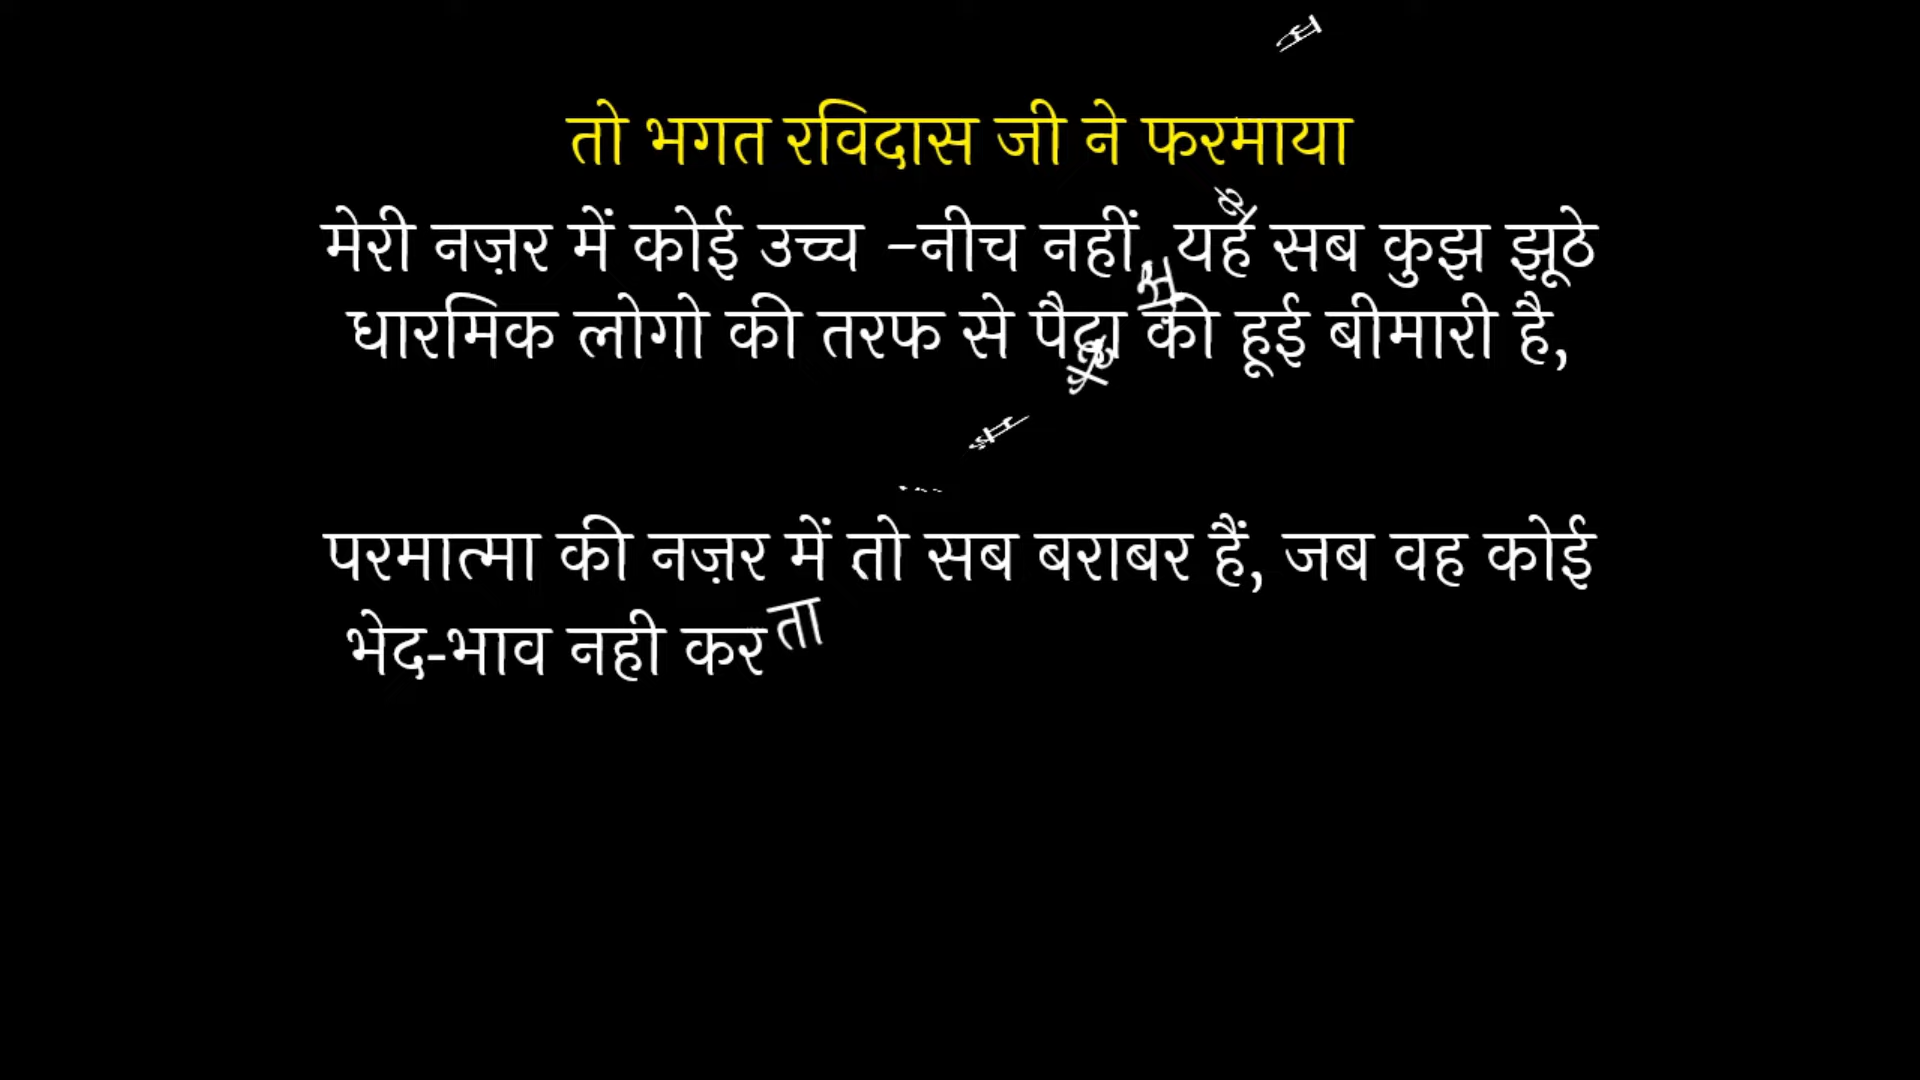 तो भगत रविदास जी ने फरमाया
मेरी नज़र में कोई उच्च –नीच नहीं, यह सब कुझ झूठे
धारमिक लोगो की तरफ से पैदा की हूई बीमारी है,
परमात्मा की नज़र में तो सब बराबर हैं, जब वह कोई
भेद-भाव नही करता